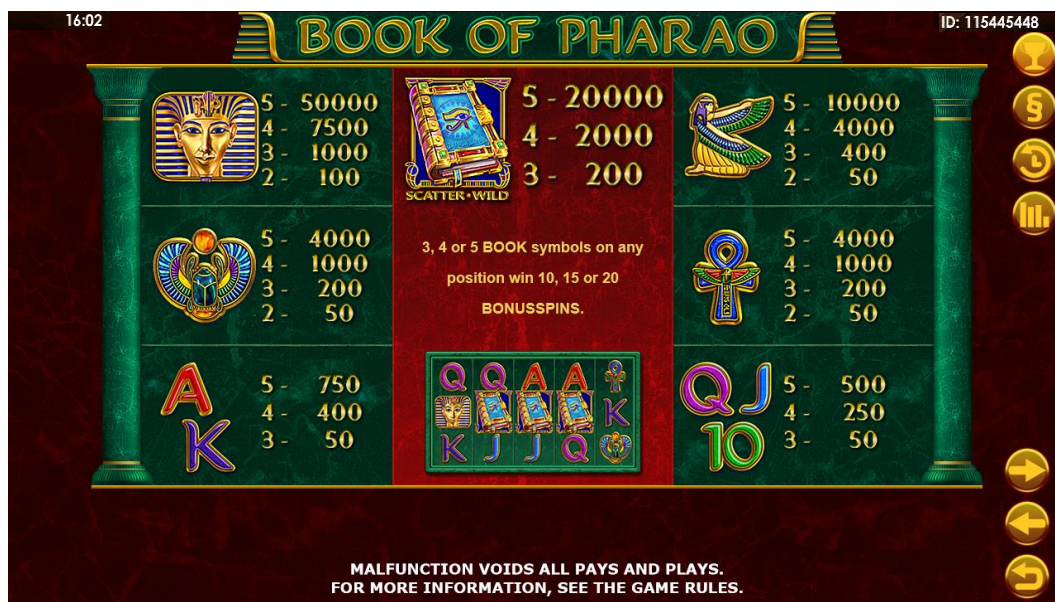 16:02
BOOK OF PHARAO
ID: 115445448
5 - 50000
4 - 7500
3 - 1000
2 - 100
5 - 20000
4 - 2000
3 - 200
SCATTER • WILD
5 - 10000
4 - 4000
3 - 400
2 - 50
5 - 4000
4 - 1000
3 - 200
2 - 50
3, 4 or 5 BOOK symbols on any
position win 10, 15 or 20
BONUSSPINS.
5 - 4000
4 - 1000
3 - 200
2 - 50
A
K
5 - 750
4 - 400
3 - 50
Q Q A A
K
K J J Q
Q J
10
5 - 500
4 - 250
3 - 50
MALFUNCTION VOIDS ALL PAYS AND PLAYS.
FOR MORE INFORMATION, SEE THE GAME RULES.